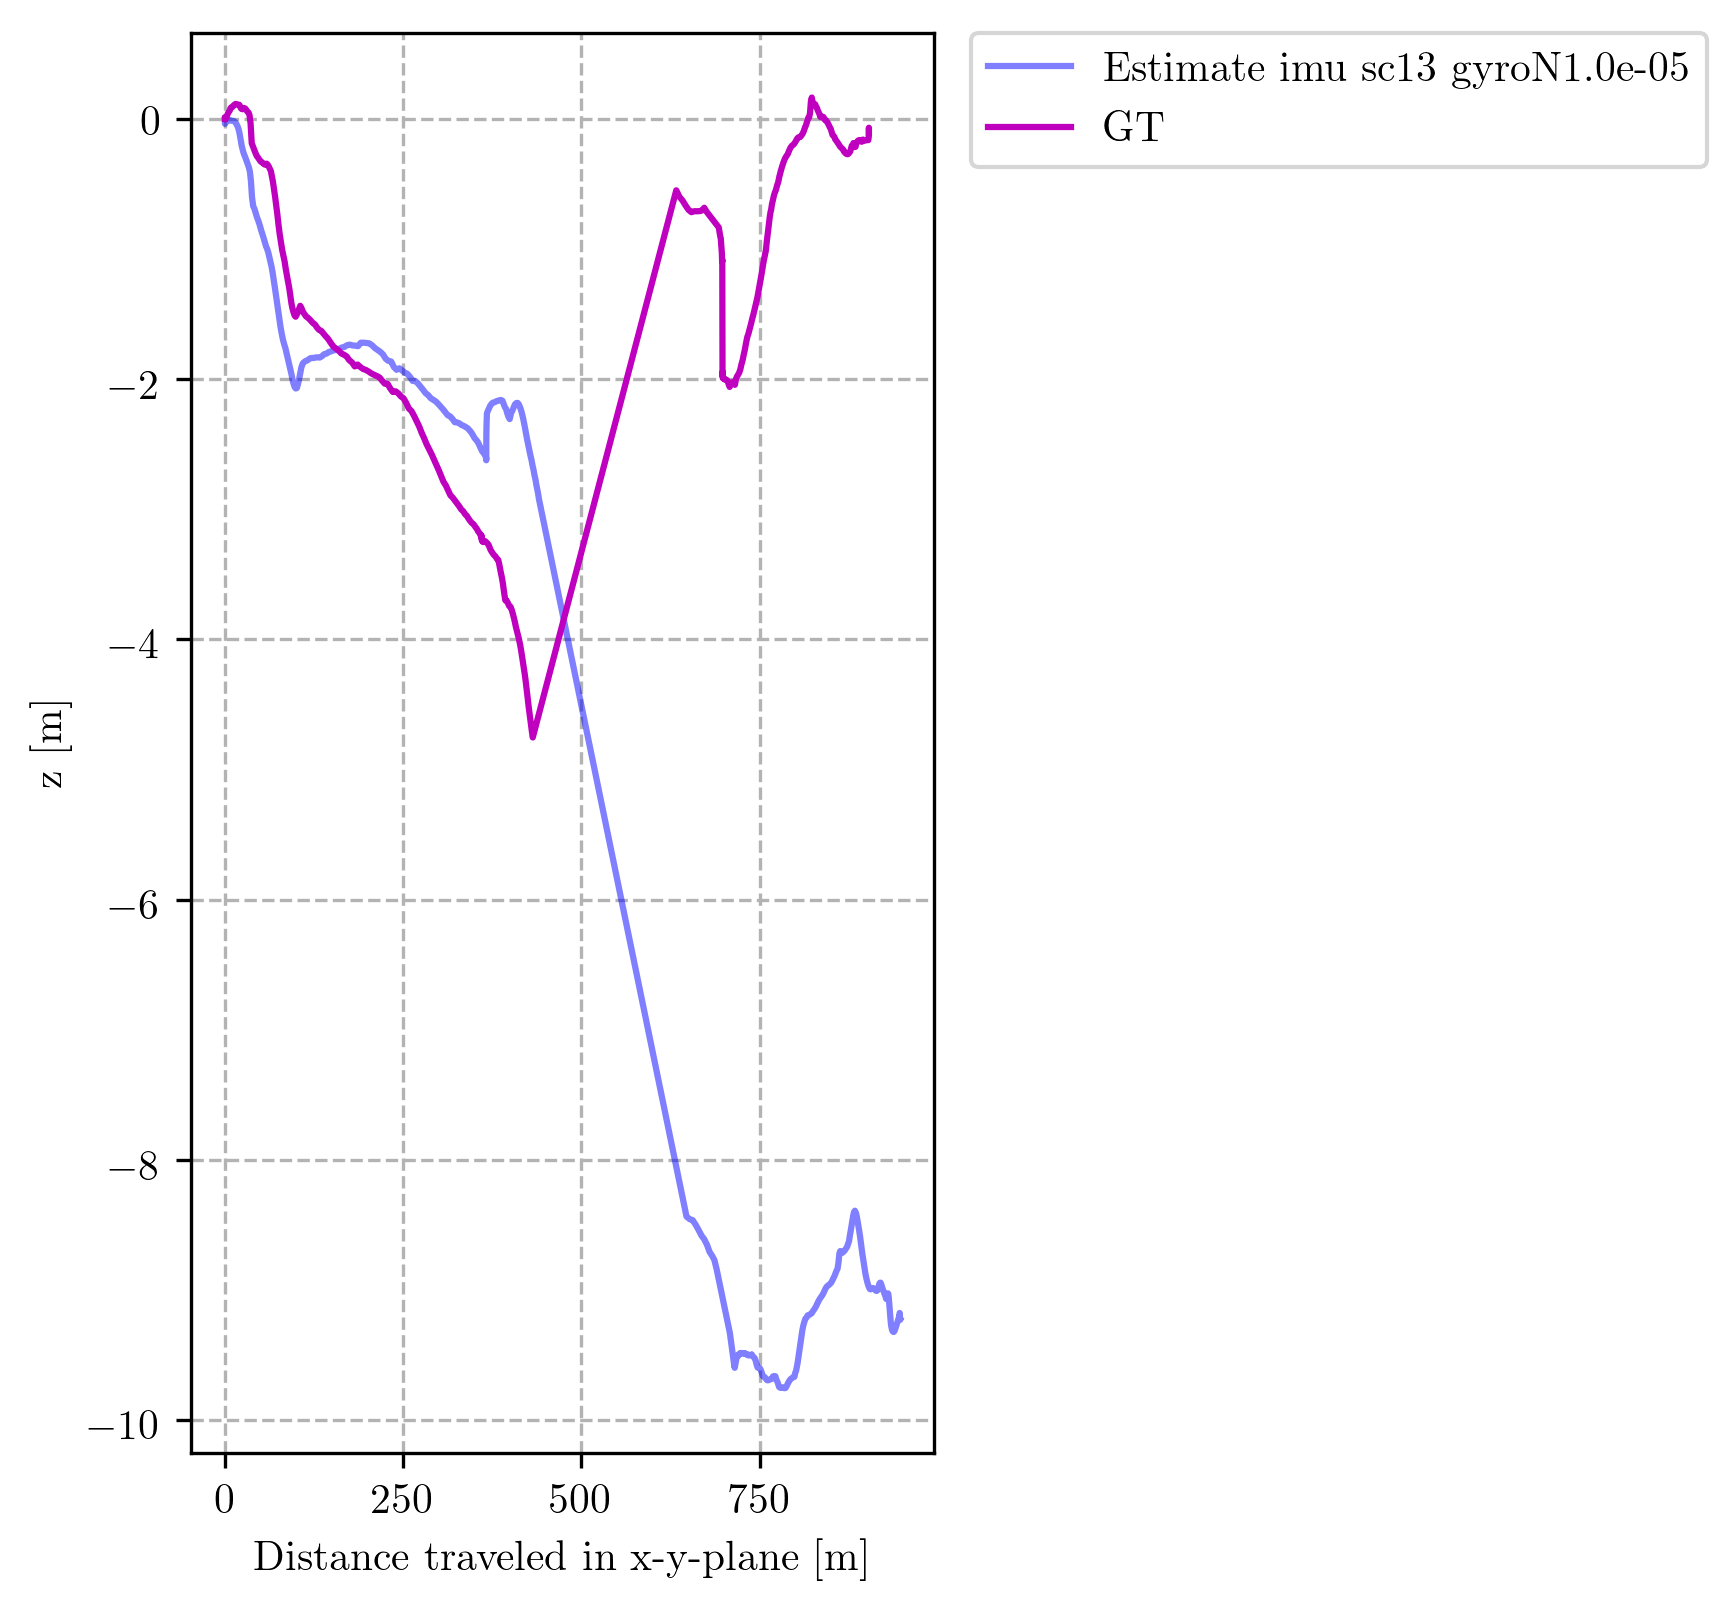 Estimate imu sc13 gyroN1.0e-05
GT
0
−2
−4
−6
−8
−10
z [m]
0 250 500 750
Distance traveled in x-y-plane [m]